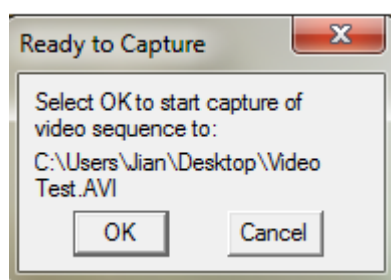 Ready to Capture
Select OK to start capture of
video sequence to:
C:\Users\Jian\Desktop\Video
Test.AVI
OK
Cancel